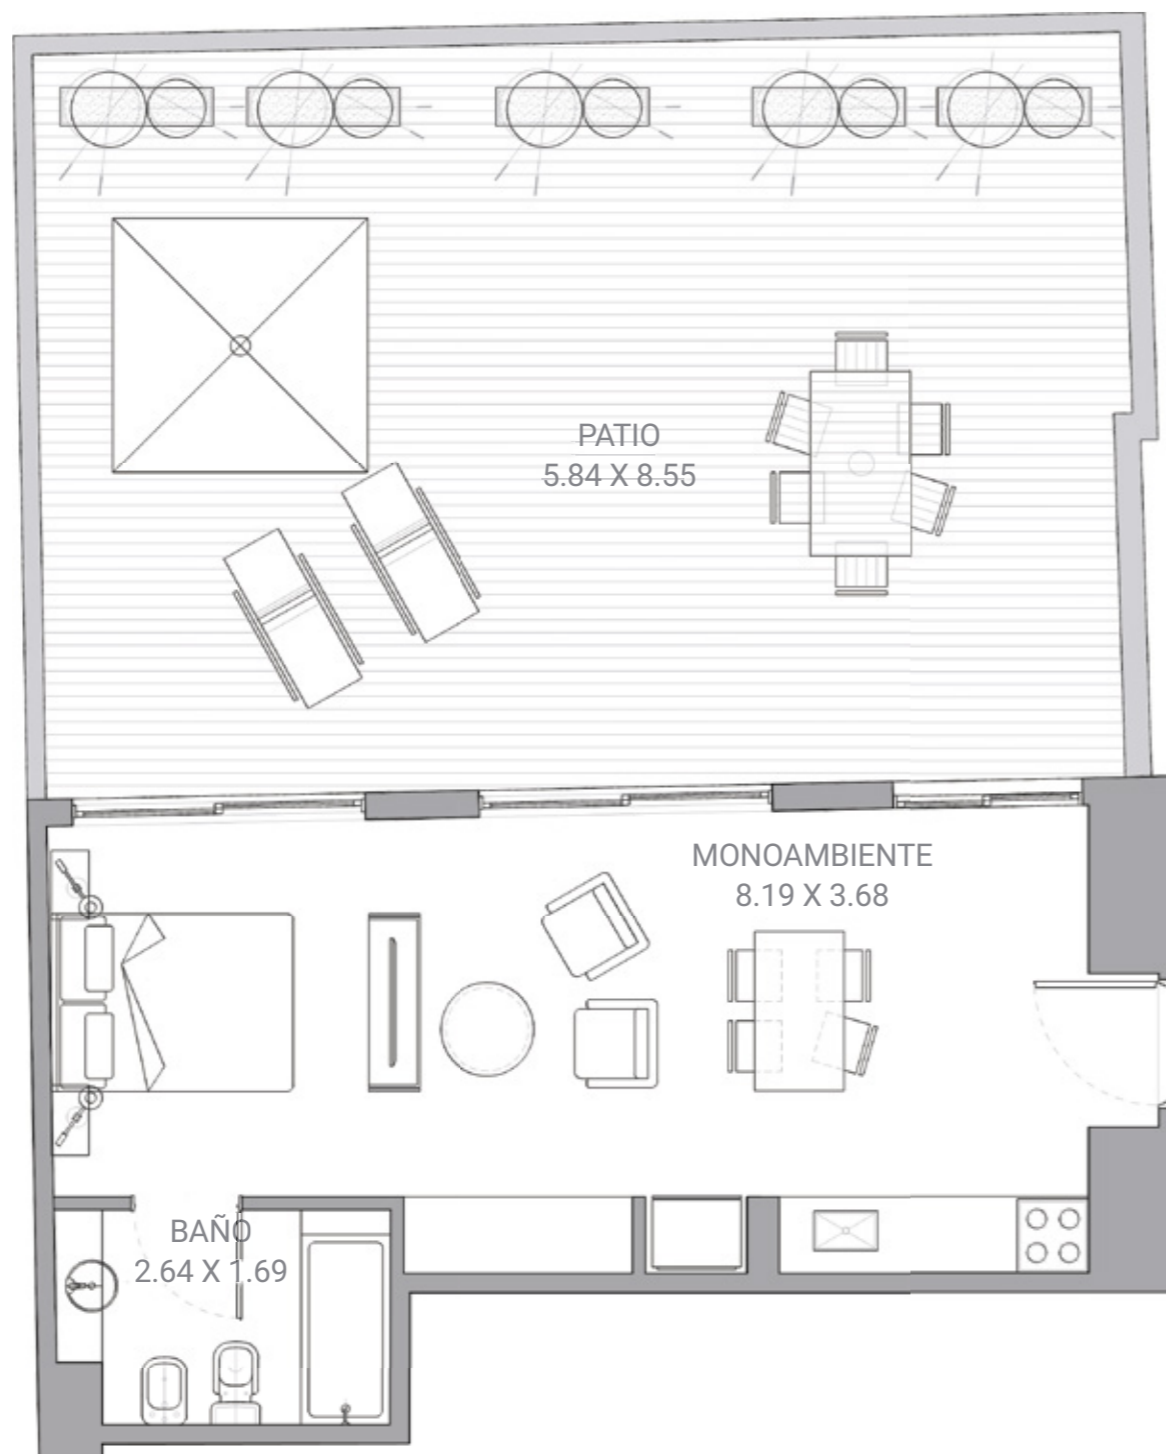 PATIO
5.84 X 8.55
MONOAMBIENTE
8.19 X 3.68
BAÑO
2.64 X 1.69